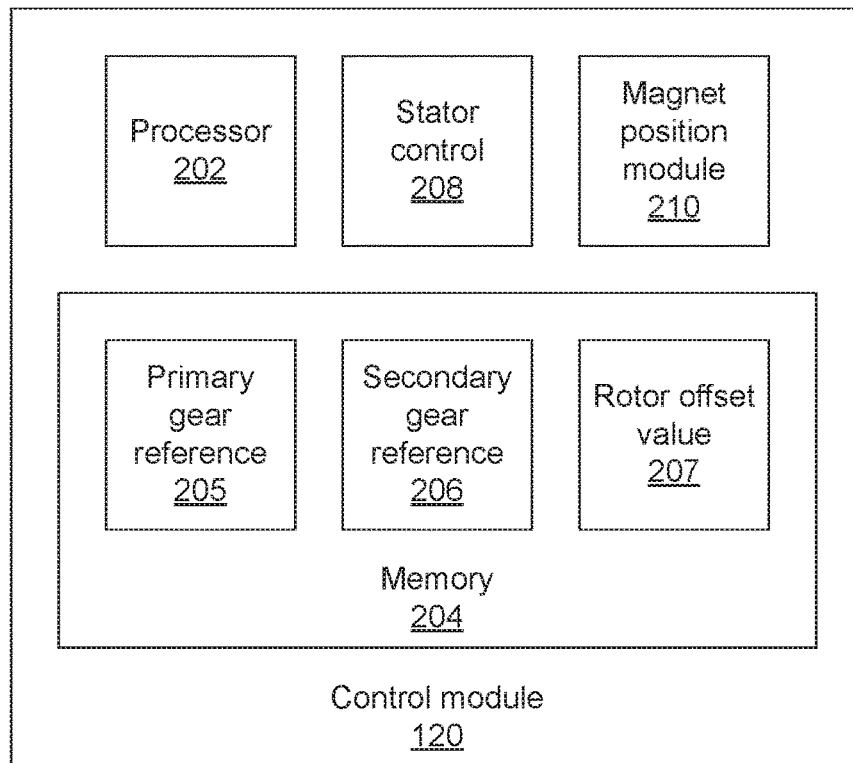 Processor
202
Stator
control
208
Magnet
position
module
210
Primary
gear
reference
205
Secondary
gear
reference
206
Rotor offset
value
207
Memory
204
Control module
120